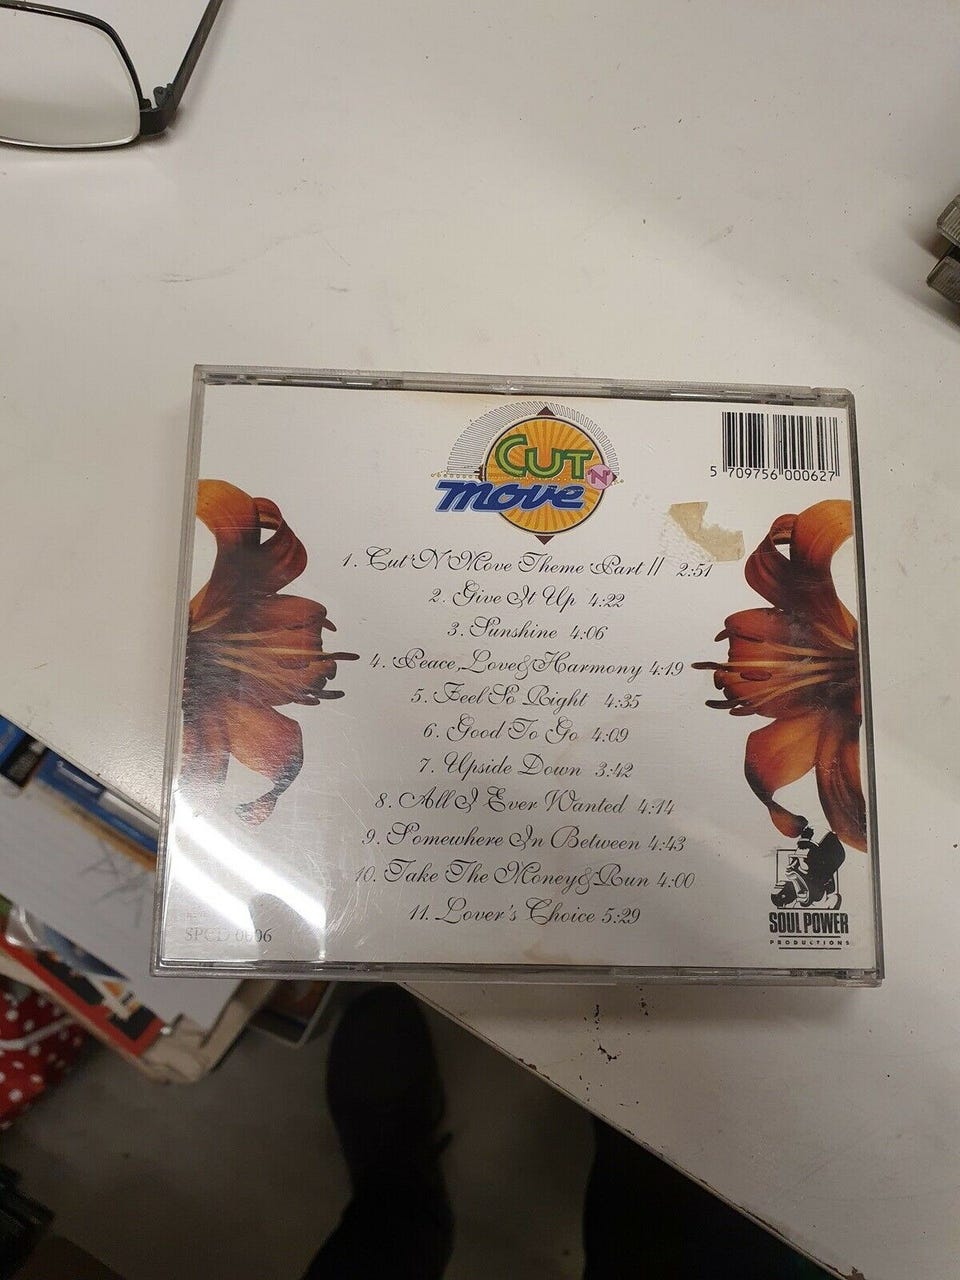 CUT 'N' move
5 709756 000627
1. Cut 'N' Move Theme Part II 2:51
2. Give It Up 4:22
3. Sunshine 4:06
4. Peace, Love & Harmony 4:19
5. Feel So Right 4:35
6. Good To Go 4:09
7. Upside Down 3:42
8. All I Ever Wanted 4:14
9. Somewhere In Between 4:43
10. Take The Money & Run 4:00
11. Lover's Choice 5:29
SPCD 0006
SOUL POWER
PRODUCTIONS